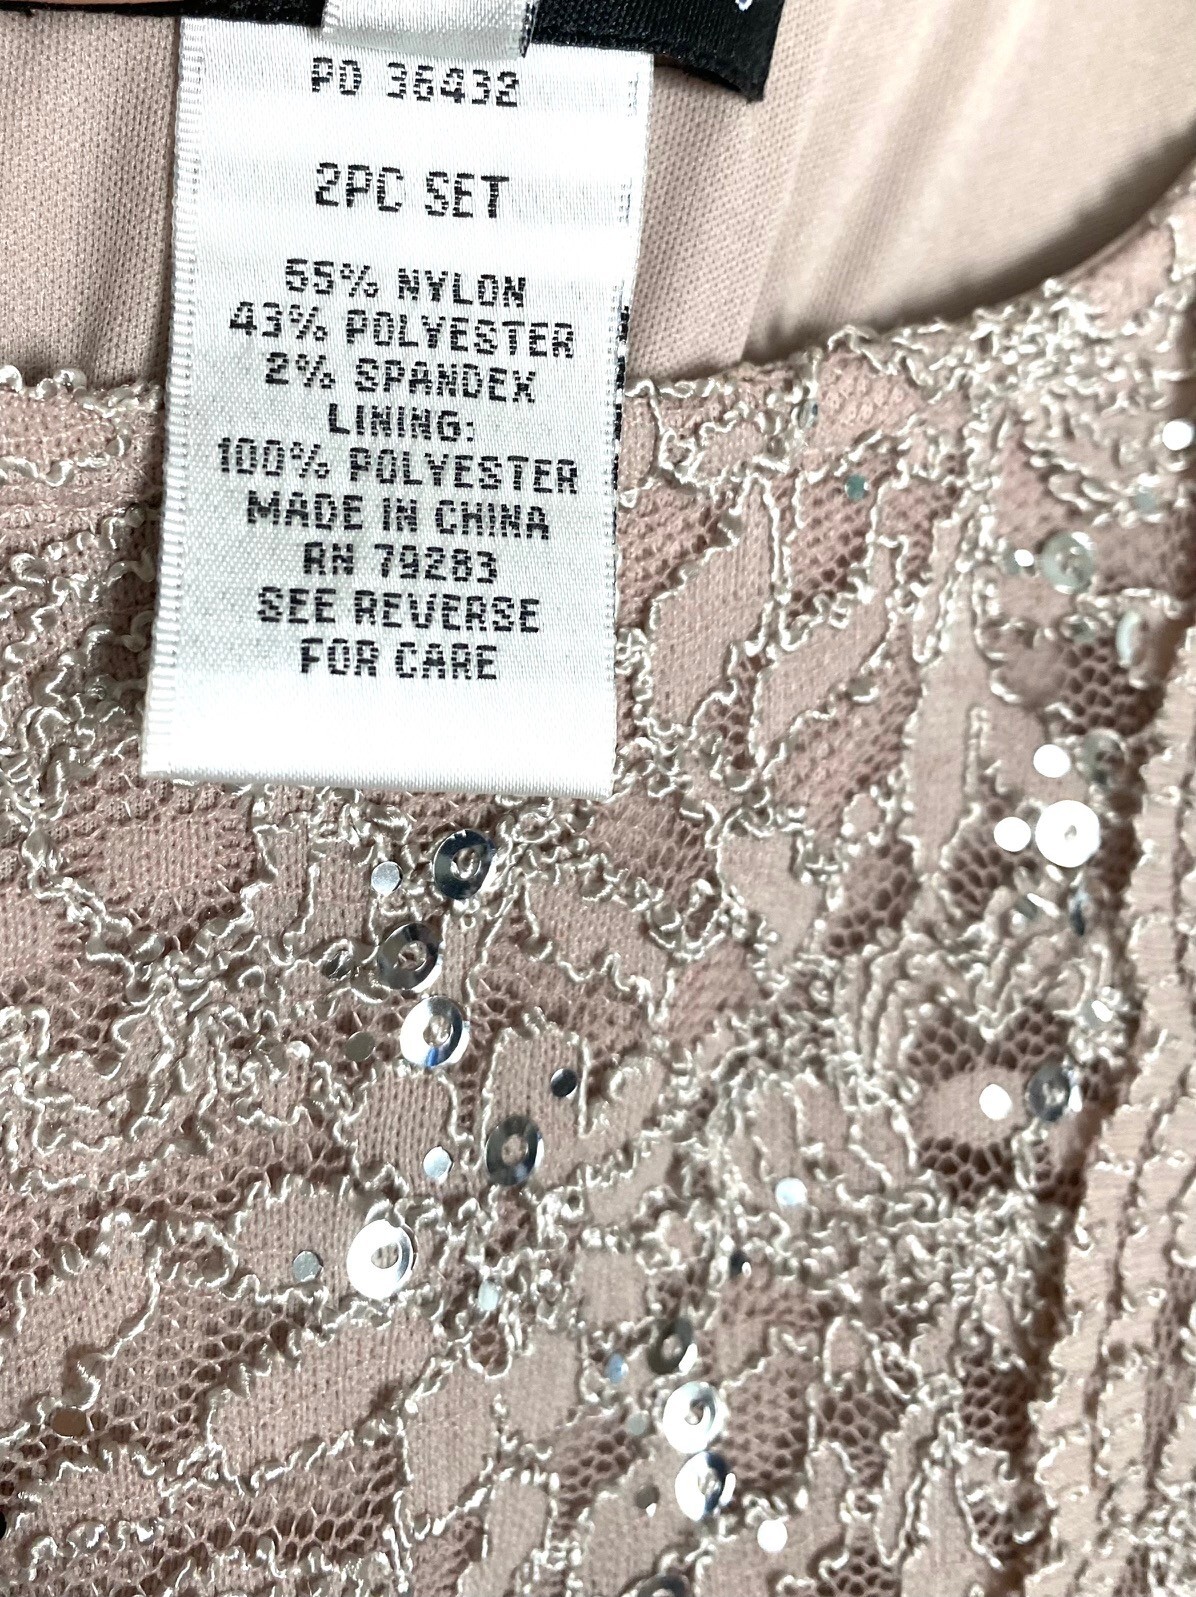 PO 36432
2PC SET
55% NYLON
43% POLYESTER
2% SPANDEX
LINING:
100% POLYESTER
MADE IN CHINA
RN 79283
SEE REVERSE
FOR CARE